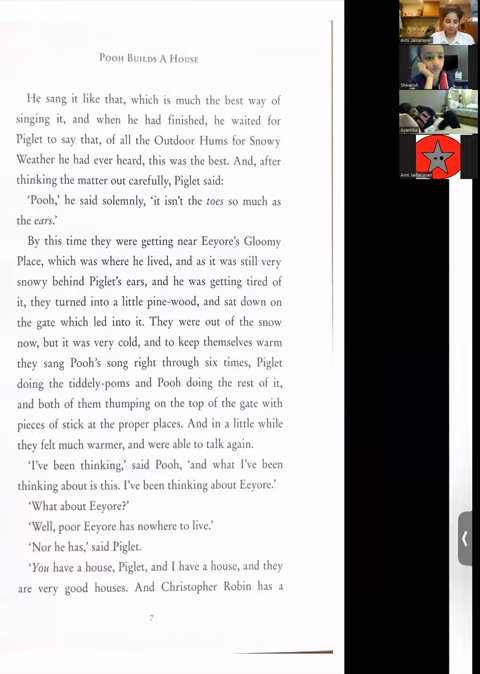 POOH BUILDS A HOUSE
He sang it like that, which is much the best way of
singing it, and when he had finished, he waited for
Piglet to say that, of all the Outdoor Hums for Snowy
Weather he had ever heard, this was the best. And, after
thinking the matter out carefully, Piglet said:
‘Pooh,’ he said solemnly, ‘it isn’t the toes so much as
the ears.’
By this time they were getting near Eeyore’s Gloomy
Place, which was where he lived, and as it was still very
snowy behind Piglet’s ears, and he was getting tired of
it, they turned into a little pine-wood, and sat down on
the gate which led into it. They were out of the snow
now, but it was very cold, and to keep themselves warm
they sang Pooh’s song right through six times, Piglet
doing the tiddely-poms and Pooh doing the rest of it,
and both of them thumping on the top of the gate with
pieces of stick at the proper places. And in a little while
they felt much warmer, and were able to talk again.
‘I’ve been thinking,’ said Pooh, ‘and what I’ve been
thinking about is this. I’ve been thinking about Eeyore.’
‘What about Eeyore?’
‘Well, poor Eeyore has nowhere to live.’
‘Nor he has,’ said Piglet.
‘You have a house, Piglet, and I have a house, and they
are very good houses. And Christopher Robin has a
7
Shivansh
Ayantika